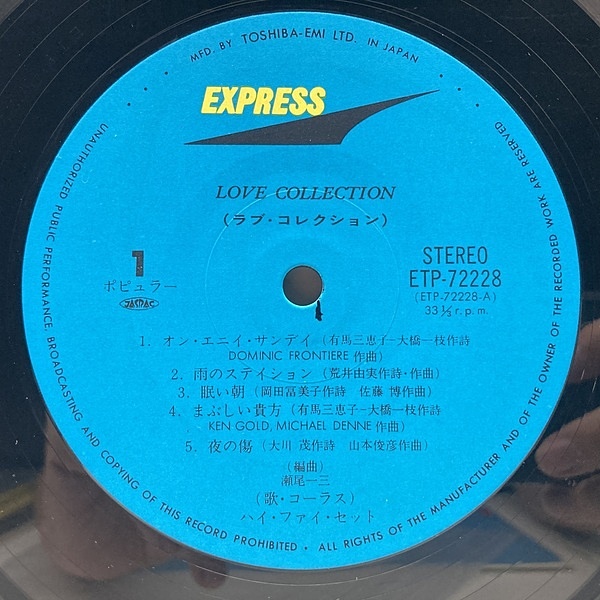 MFD. BY TOSHIBA-EMI LTD. IN JAPAN
EXPRESS
LOVE COLLECTION
(ラブ・コレクション)
1
ポピュラー
JASRAC
STEREO
ETP-72228
(ETP-72228-A)
33⅓ r.p.m.
1. オン・エニイ・サンデイ (有馬三恵子-大橋一枝作詩
DOMINIC FRONTIERE 作曲)
2. 雨のステイション (荒井由実作詩・作曲)
3. 眠い朝 (岡田冨美子作詩 佐藤 博作曲)
4. まぶしい貴方 (有馬三恵子-大橋一枝作詩
KEN GOLD, MICHAEL DENNE 作曲)
5. 夜の傷 (大川 茂作詩 山本俊彦作曲)
(編曲)
瀬尾一三
(歌・コーラス)
ハイ・ファイ・セット
UNAUTHORIZED PUBLIC PERFORMANCE, BROADCASTING AND COPYING OF THIS RECORD PROHIBITED • ALL RIGHTS OF THE MANUFACTURER AND OF THE OWNER OF THE RECORDED WORK ARE RESERVED